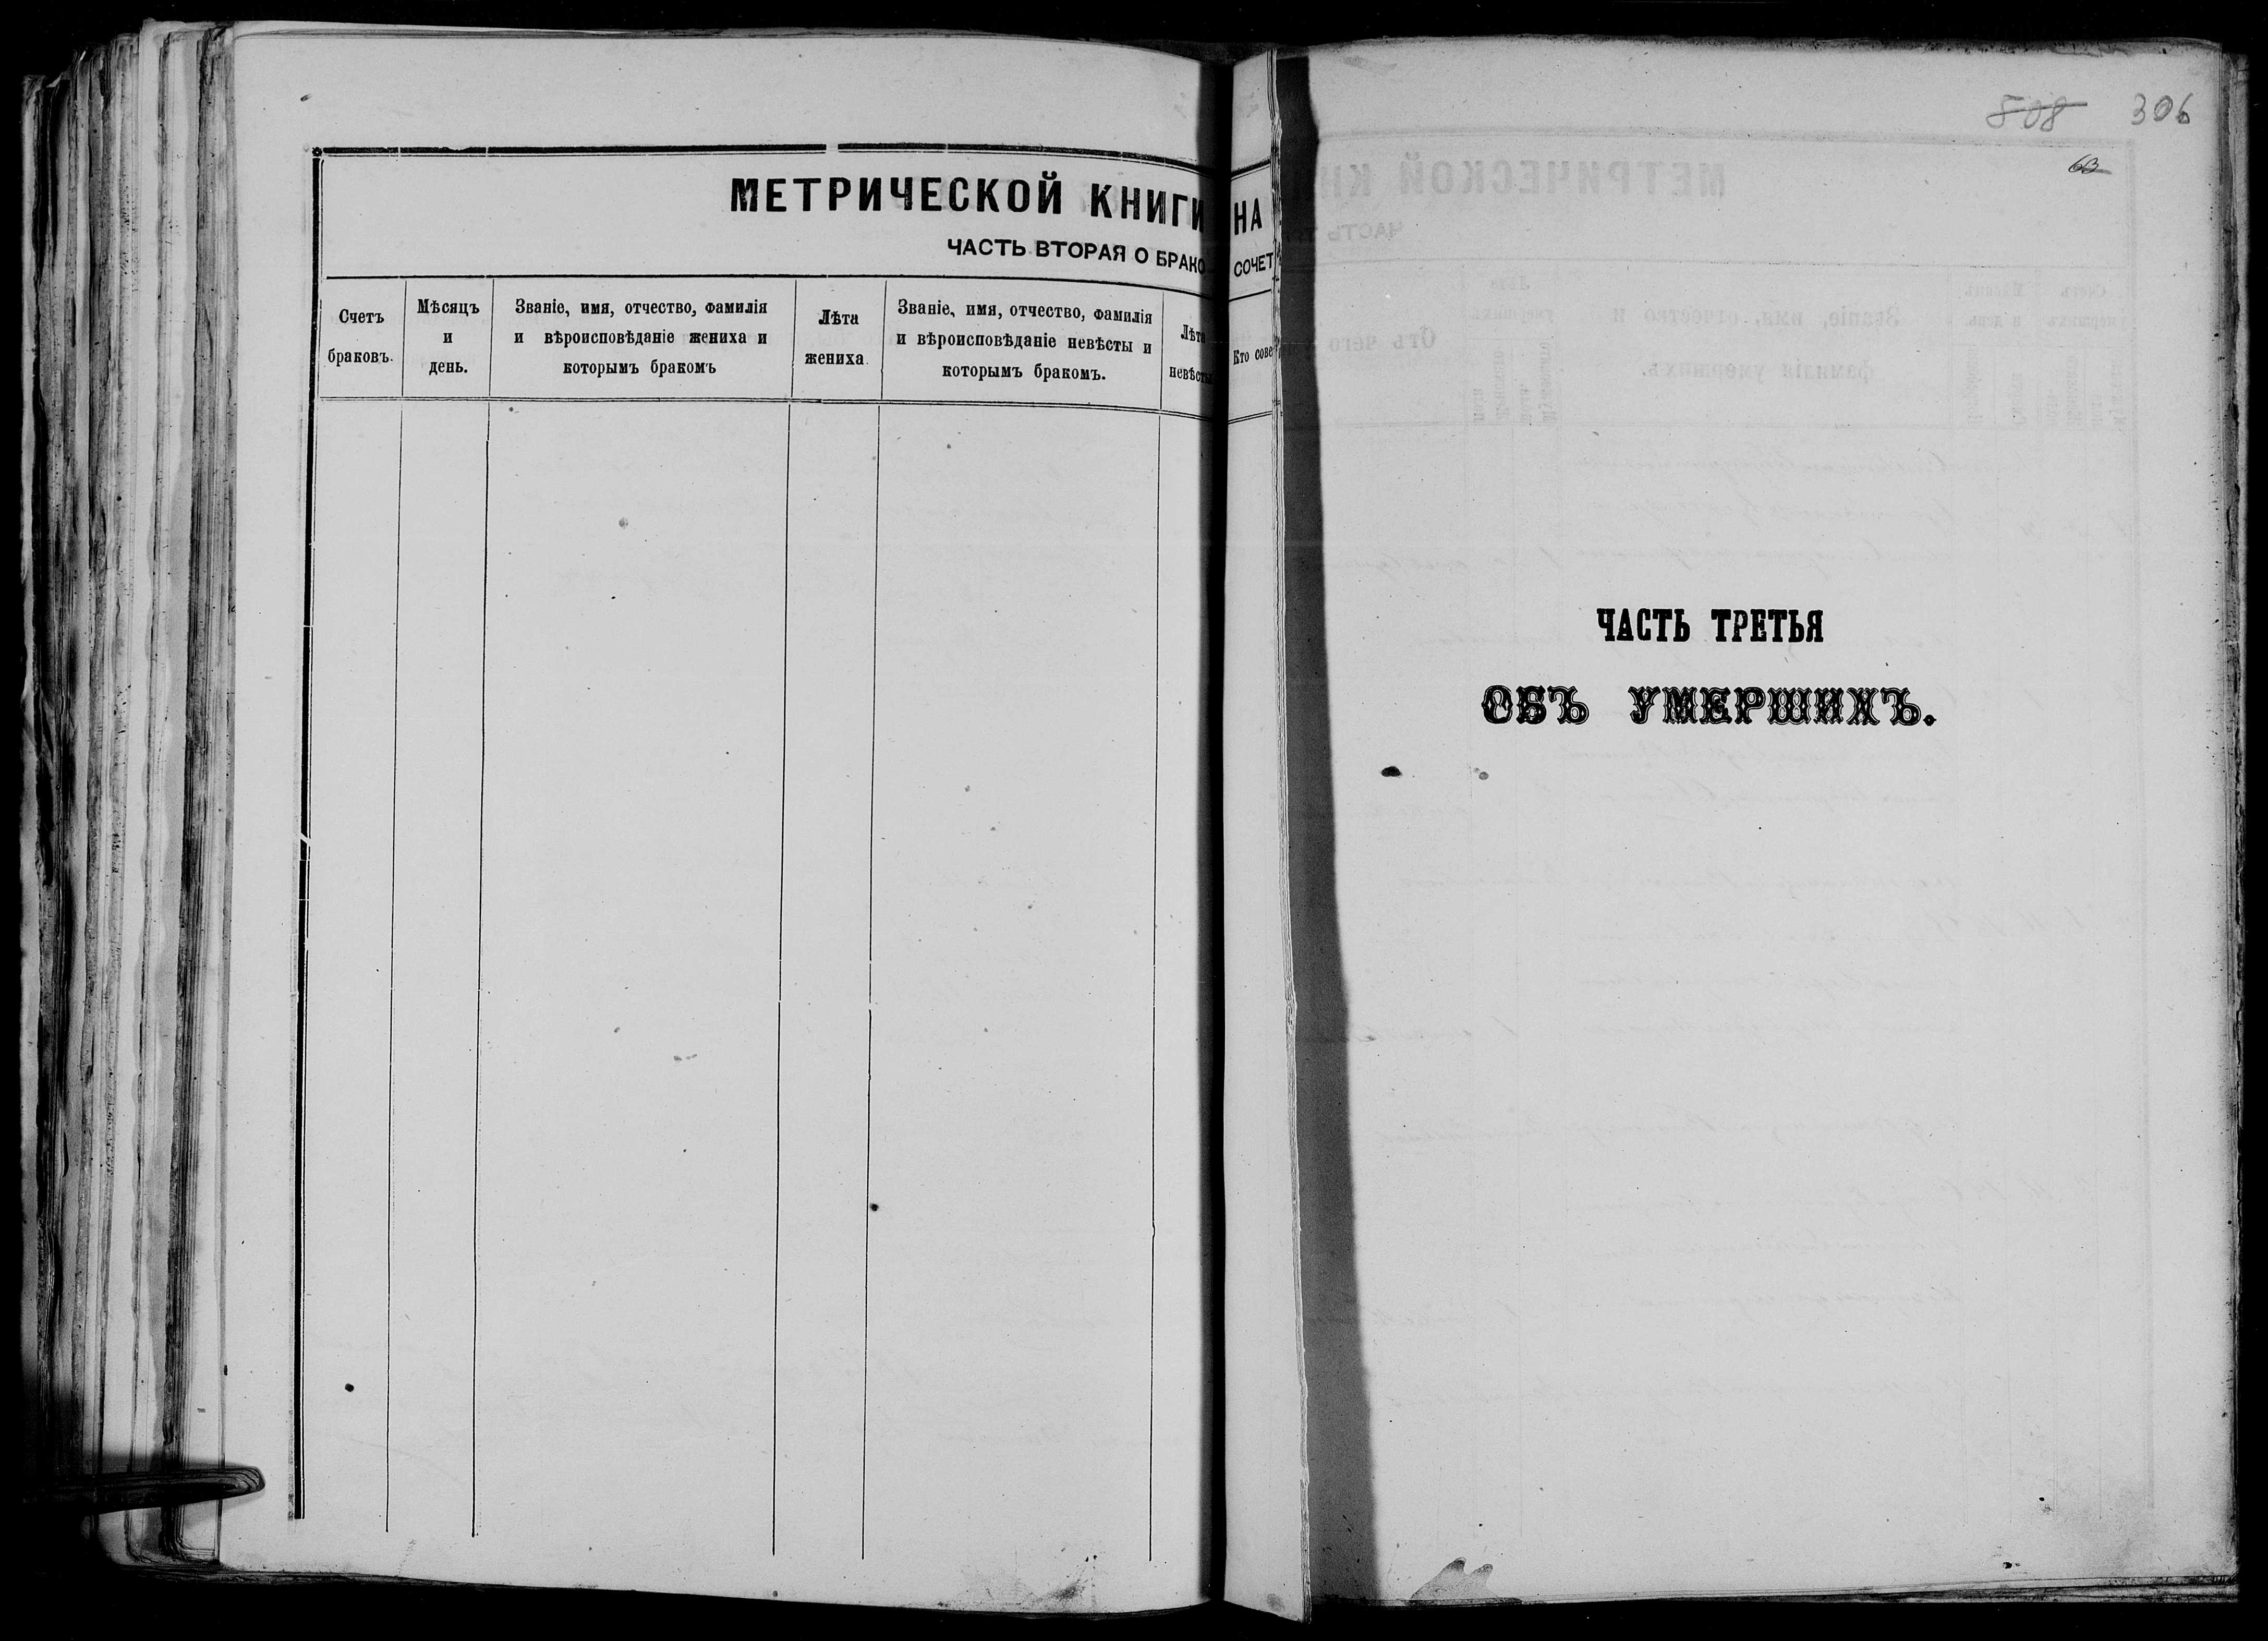 МЕТРИЧЕСКОЙ КНИГИ НА
ЧАСТЬ ВТОРАЯ О БРАКОСОЧЕТ
Счетъ
браковъ.
Мѣсяцъ
и
день.
Званіе, имя, отчество, фамилія
и вѣроисповѣданіе жениха и
которымъ бракомъ
Лѣта
жениха
Званіе, имя, отчество, фамилія
и вѣроисповѣданіе невѣсты и
которымъ бракомъ.
Лѣта
невѣсты
Кто сове
508 306
63
ЧАСТЬ ТРЕТЬЯ
ОБЪ УМЕРШИХЪ.